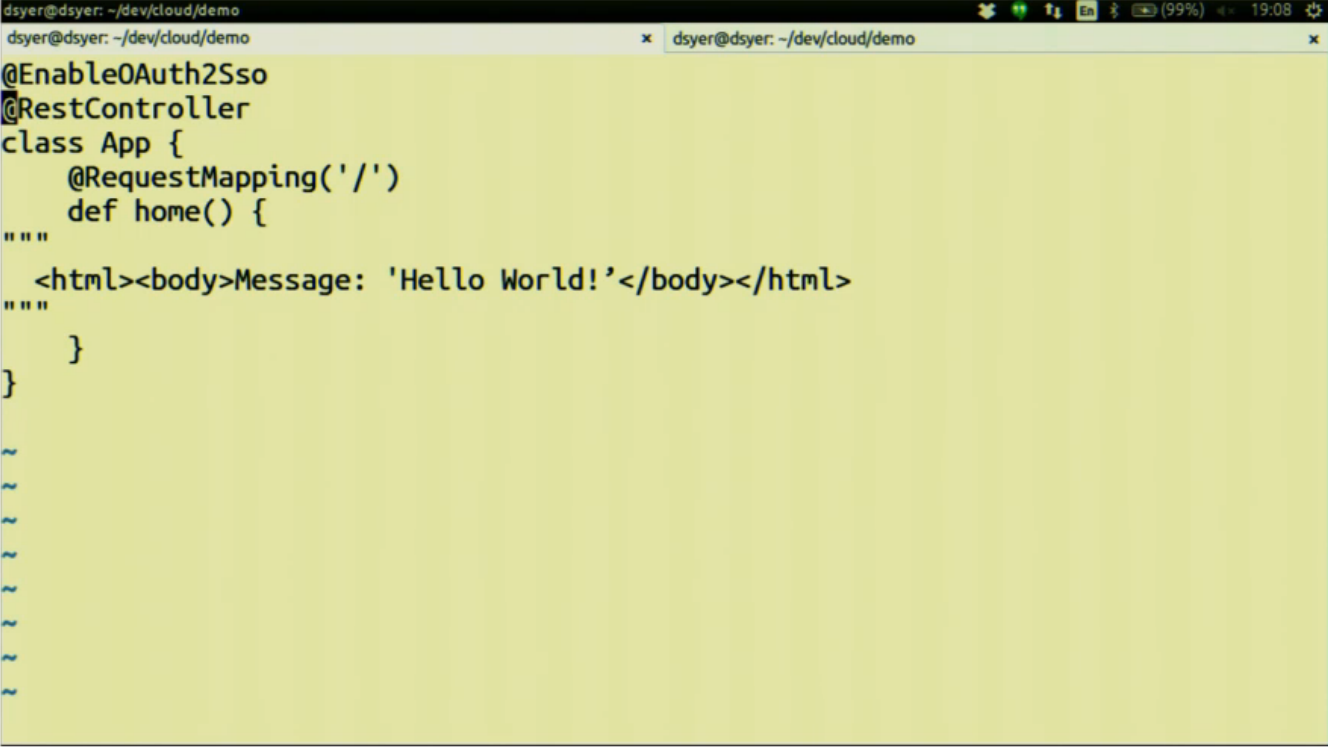 dsyer@dsyer: ~/dev/cloud/demo
En (99%) 19:08
dsyer@dsyer: ~/dev/cloud/demo × dsyer@dsyer: ~/dev/cloud/demo ×
@EnableOAuth2Sso
@RestController
class App {
    @RequestMapping('/')
    def home() {
"""
  <html><body>Message: 'Hello World!’</body></html>
"""
    }
}
~
~
~
~
~
~
~
~